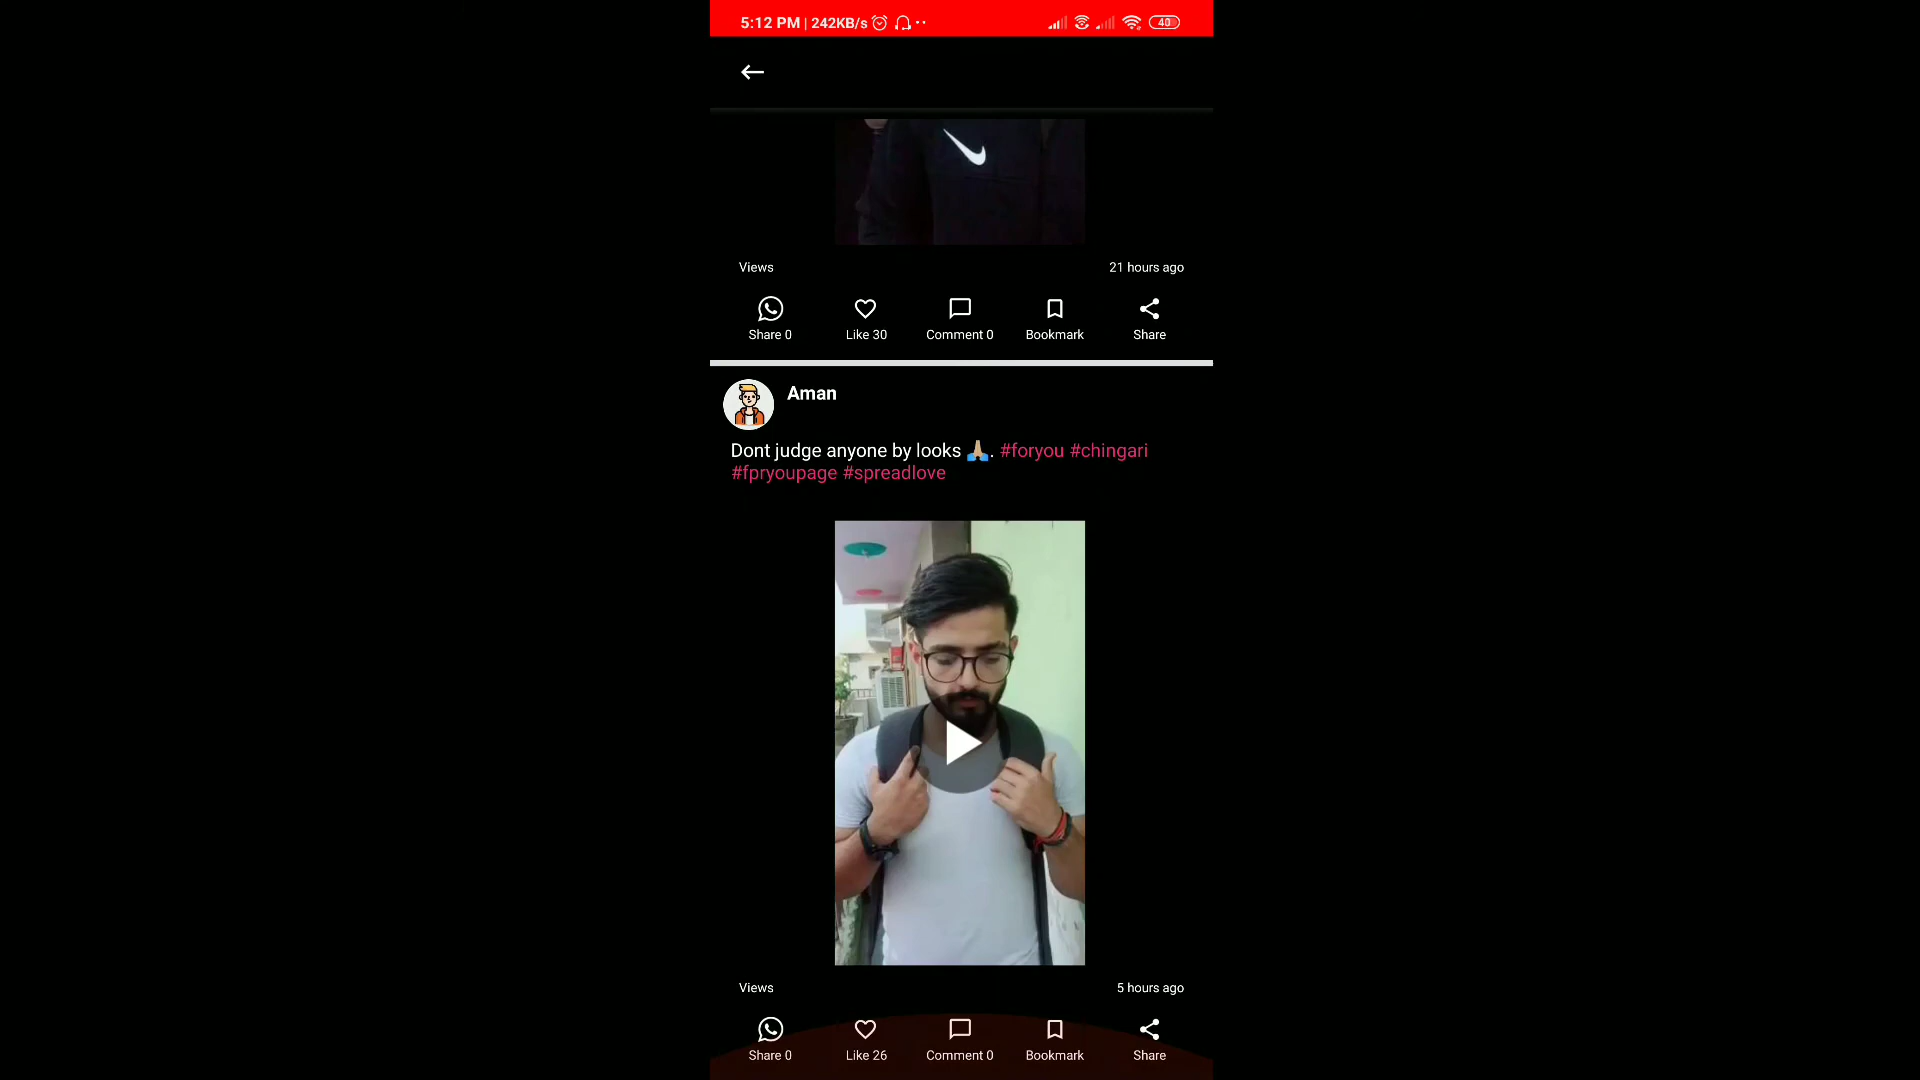 5:12 PM | 242KB/s
40
Views
21 hours ago
Share 0
Like 30
Comment 0
Bookmark
Share
Aman
Dont judge anyone by looks 🙏🏼. #foryou #chingari
#fpryoupage #spreadlove
Views
5 hours ago
Share 0
Like 26
Comment 0
Bookmark
Share